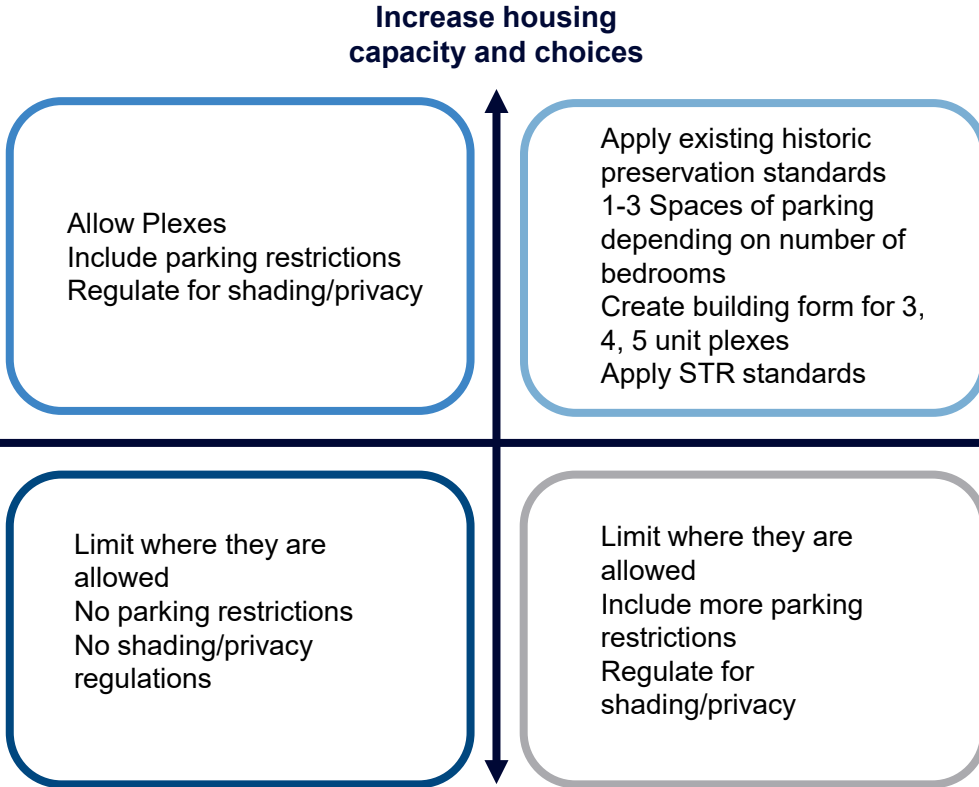 Increase housing
capacity and choices
Allow Plexes
Include parking restrictions
Regulate for shading/privacy
Apply existing historic
preservation standards
1-3 Spaces of parking
depending on number of
bedrooms
Create building form for 3,
4, 5 unit plexes
Apply STR standards
Limit where they are
allowed
No parking restrictions
No shading/privacy
regulations
Limit where they are
allowed
Include more parking
restrictions
Regulate for
shading/privacy